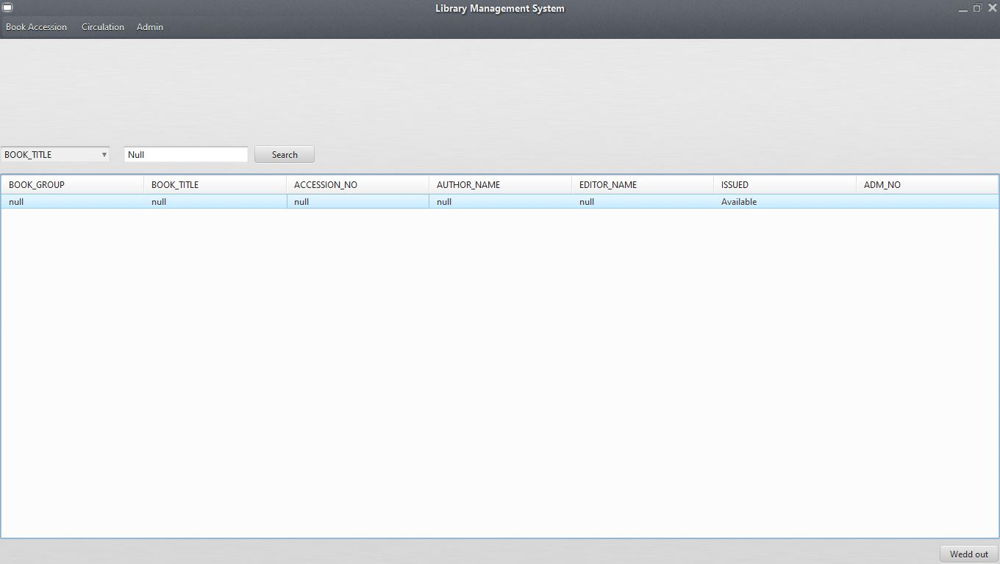 Library Management System
Book Accession Circulation Admin
BOOK_TITLE Null Search
BOOK_GROUP BOOK_TITLE ACCESSION_NO AUTHOR_NAME EDITOR_NAME ISSUED ADM_NO
null null null null null Available
Wedd out